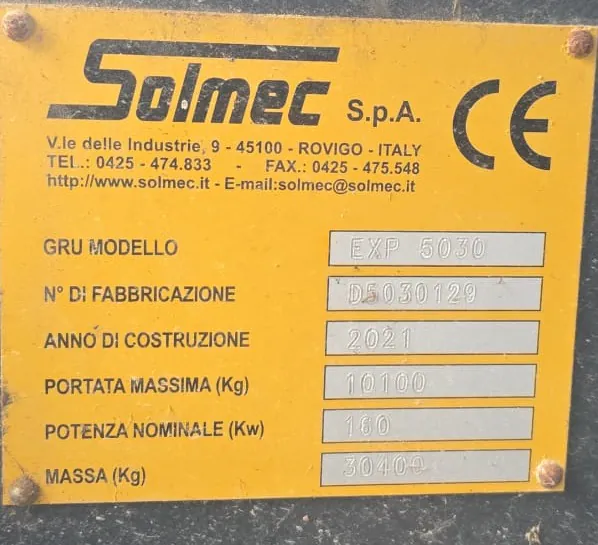 Solmec S.p.A. CE
V.le delle Industrie, 9 - 45100 - ROVIGO - ITALY
TEL.: 0425 - 474.833 - FAX.: 0425 - 475.548
http://www.solmec.it - E-mail:solmec@solmec.it
GRU MODELLO EXP 5030
N° DI FABBRICAZIONE D5030129
ANNO DI COSTRUZIONE 2021
PORTATA MASSIMA (Kg) 10100
POTENZA NOMINALE (Kw) 160
MASSA (Kg) 30400